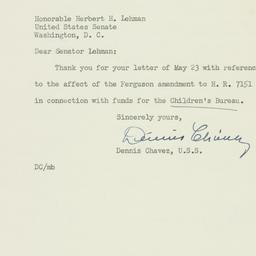 Honorable Herbert H. Lehman
United States Senate
Washington, D. C.
Dear Senator Lehman:
Thank you for your letter of May 23 with referenc
to the affect of the Ferguson amendment to H. R. 7151
in connection with funds for the Children's Bureau.
Sincerely yours,
Dennis Chavez
Dennis Chavez, U.S.S.
DC/mb